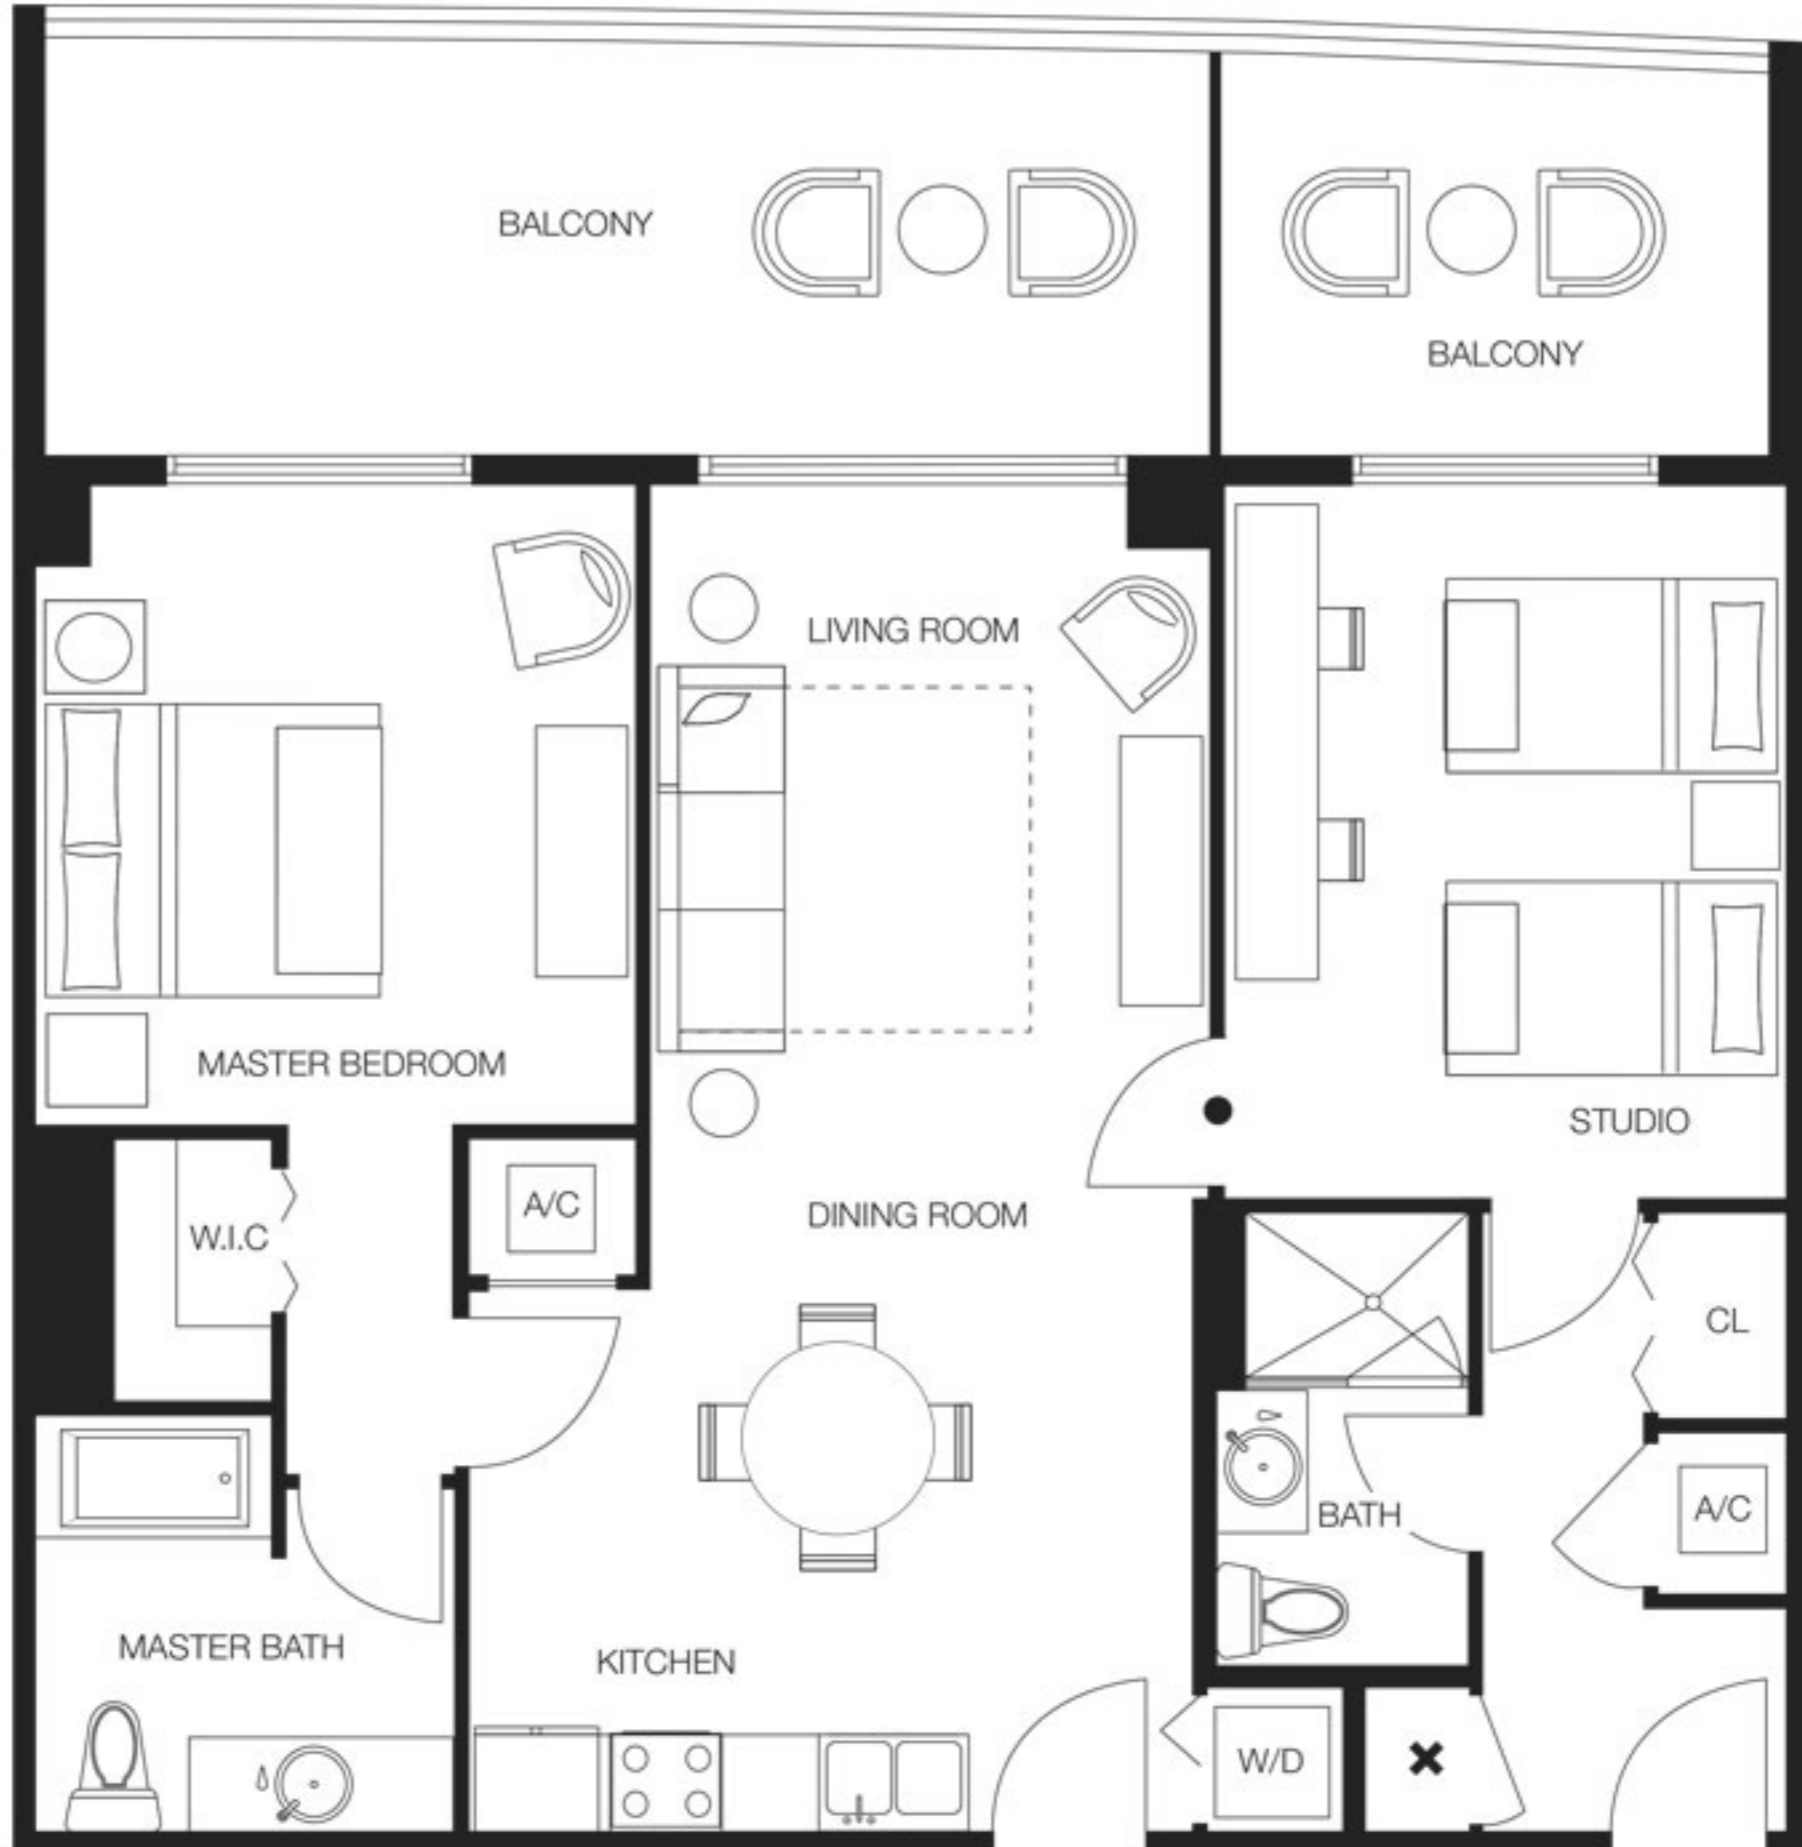 BALCONY
BALCONY
LIVING ROOM
MASTER BEDROOM
STUDIO
A/C
DINING ROOM
W.I.C
CL
A/C
BATH
MASTER BATH
KITCHEN
W/D